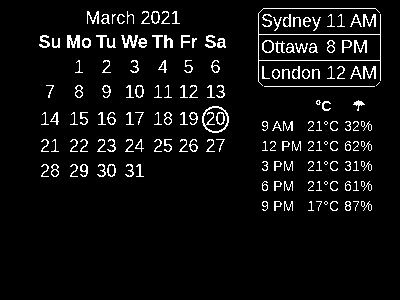 March 2021
Su Mo Tu We Th Fr Sa
1 2 3 4 5 6
7 8 9 10 11 12 13
14 15 16 17 18 19 20
21 22 23 24 25 26 27
28 29 30 31
Sydney 11 AM
Ottawa 8 PM
London 12 AM
°C ☂
9 AM 21°C 32%
12 PM 21°C 62%
3 PM 21°C 31%
6 PM 21°C 61%
9 PM 17°C 87%